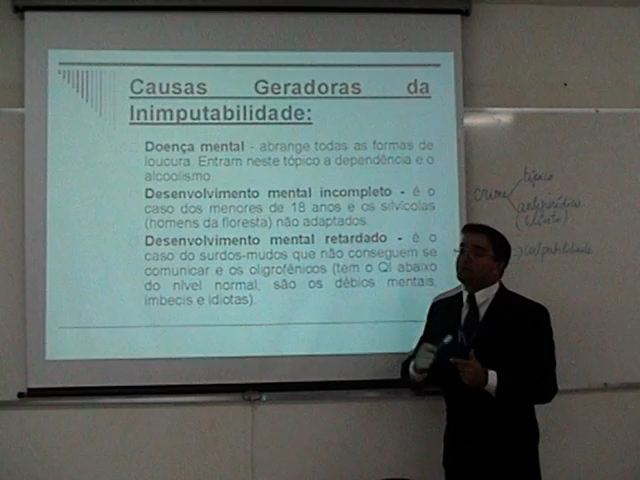 Causas Geradoras da
Inimputabilidade:
Doença mental - abrange todas as formas de
loucura. Entram neste tópico a dependência e o
alcoolismo.
Desenvolvimento mental incompleto - é o
caso dos menores de 18 anos e os silvícolas
(homens da floresta) não adaptados.
Desenvolvimento mental retardado - é o
caso do surdos-mudos que não conseguem se
comunicar e os oligrofênicos (tem o QI abaixo
do nível normal, são os débios mentais,
imbecis e idiotas).
crime
típico
antijurídico
(ilícito)
culpabilidade